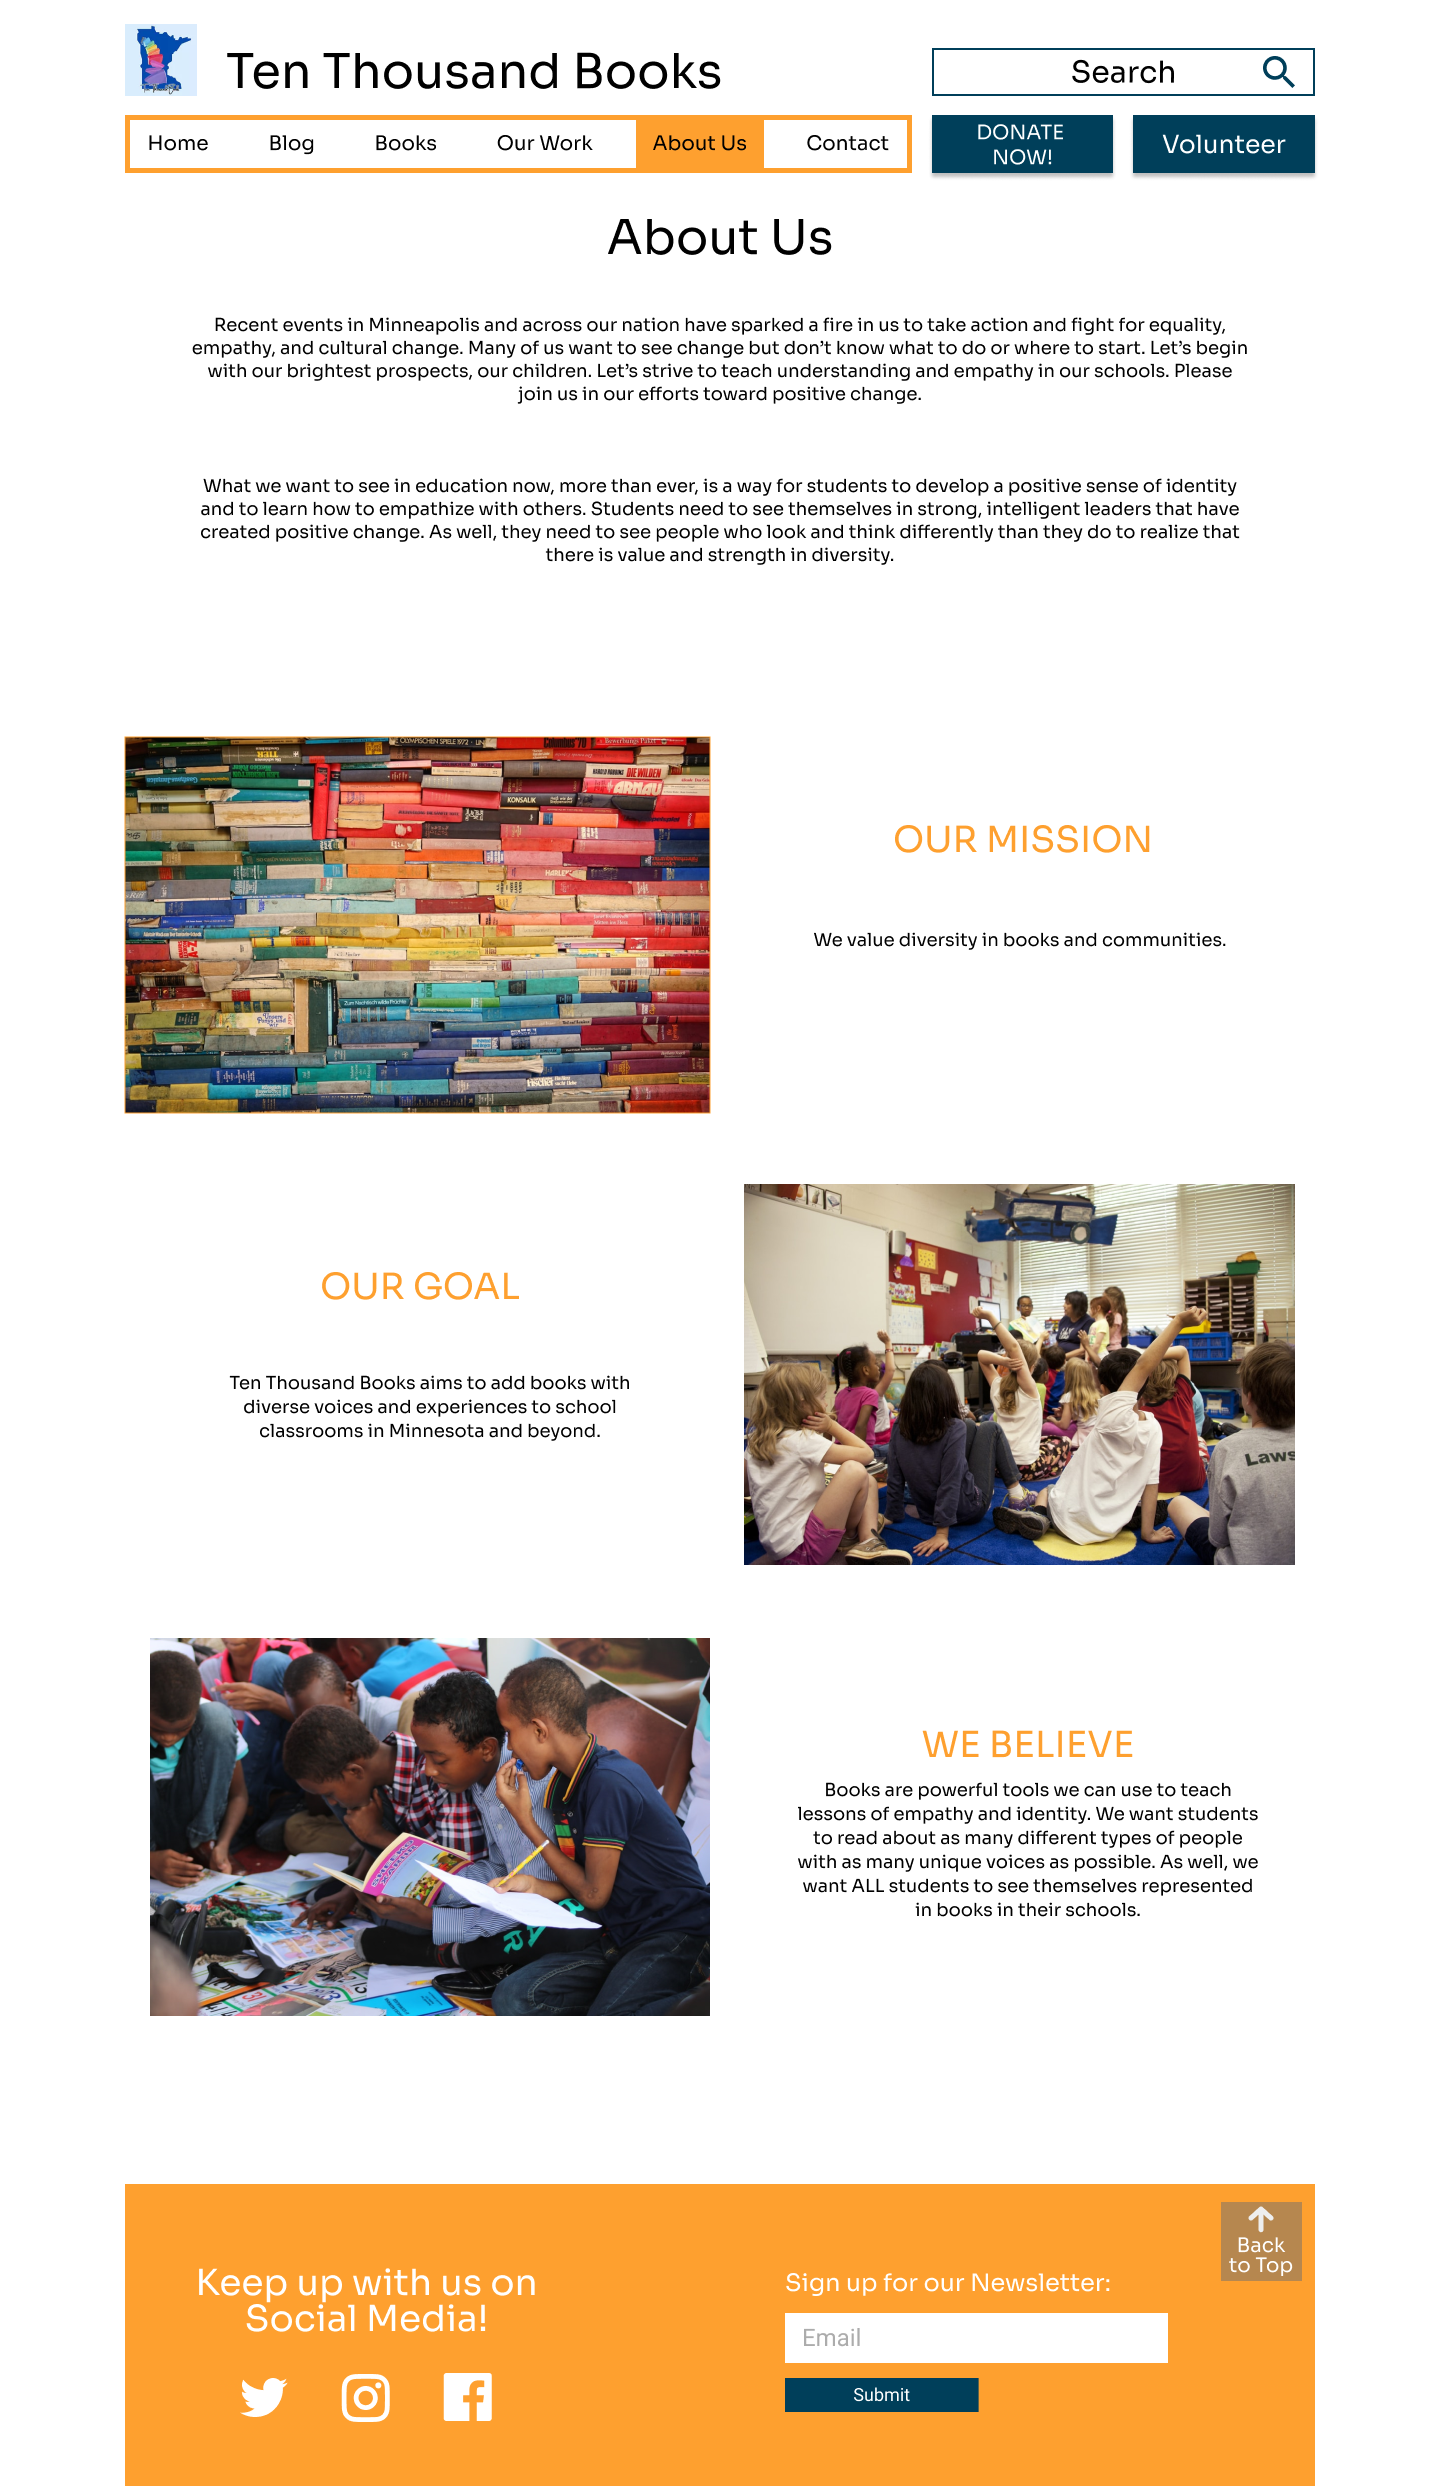 Ten Thousand Books
Search
Home Blog Books Our Work About Us Contact
DONATE
NOW!
Volunteer
About Us
Recent events in Minneapolis and across our nation have sparked a fire in us to take action and fight for equality,
empathy, and cultural change. Many of us want to see change but don’t know what to do or where to start. Let’s begin
with our brightest prospects, our children. Let’s strive to teach understanding and empathy in our schools. Please
join us in our efforts toward positive change.
What we want to see in education now, more than ever, is a way for students to develop a positive sense of identity
and to learn how to empathize with others. Students need to see themselves in strong, intelligent leaders that have
created positive change. As well, they need to see people who look and think differently than they do to realize that
there is value and strength in diversity.
OLYMPISCHEN SPIELE 1972
HAROLD ROBBINS DIE WILDEN
KONSALIK
Zum Nachtisch wilde Früchte
OUR MISSION
We value diversity in books and communities.
OUR GOAL
Ten Thousand Books aims to add books with
diverse voices and experiences to school
classrooms in Minnesota and beyond.
Laws
WE BELIEVE
Books are powerful tools we can use to teach
lessons of empathy and identity. We want students
to read about as many different types of people
with as many unique voices as possible. As well, we
want ALL students to see themselves represented
in books in their schools.
Back
to Top
Keep up with us on
Social Media!
Sign up for our Newsletter:
Email
Submit